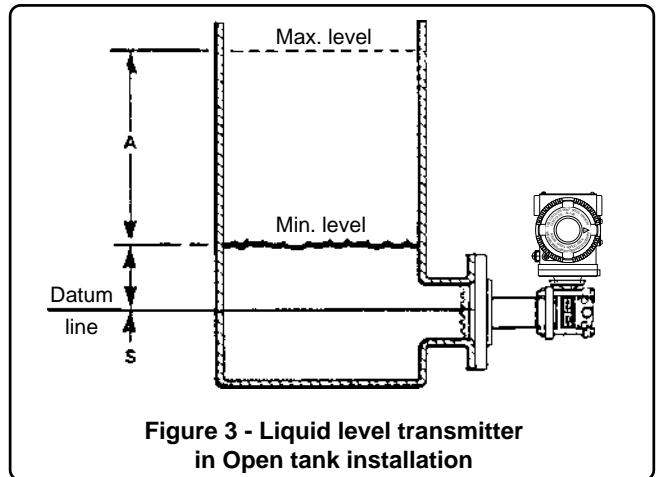 Max. level
A
Min. level
Datum
line
S
Figure 3 - Liquid level transmitter
in Open tank installation